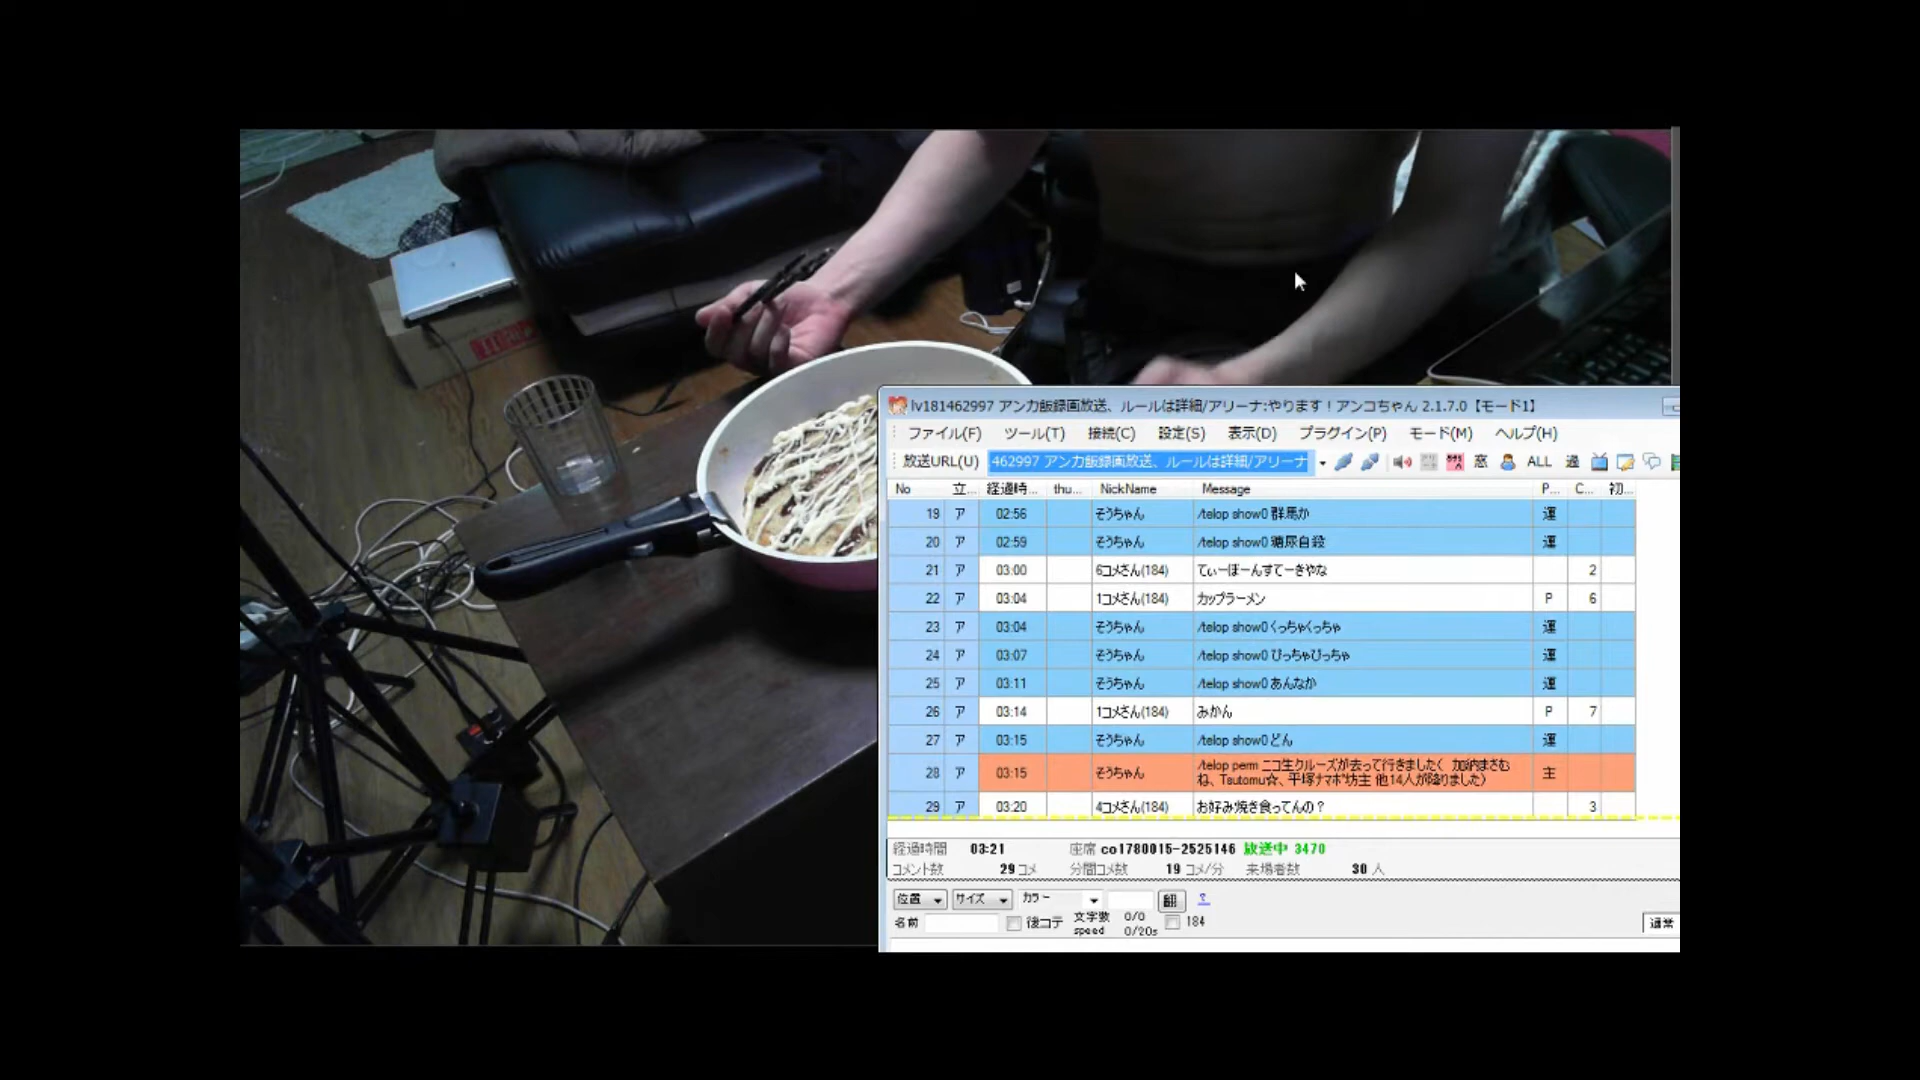 lv181462997 アンカ飯録画放送、ルールは詳細/アリーナ:やります！アンコちゃん 2.1.7.0【モード1】
ファイル(F) ツール(T) 接続(C) 設定(S) 表示(D) プラグイン(P) モード(M) ヘルプ(H)
放送URL(U) 462997 アンカ飯録画放送、ルールは詳細/アリーナ 窓 ALL 過
No 立... 経過時... thu... NickName Message P... C... 初...
19 ア 02:56 そうちゃん /telop show0 群馬か 運
20 ア 02:59 そうちゃん /telop show0 糖尿自殺 運
21 ア 03:00 6コメさん(184) てぃーぼーんすてーきやな 2
22 ア 03:04 1コメさん(184) カップラーメン P 6
23 ア 03:04 そうちゃん /telop show0 くっちゃくっちゃ 運
24 ア 03:07 そうちゃん /telop show0 ぴっちゃぴっちゃ 運
25 ア 03:11 そうちゃん /telop show0 あんなか 運
26 ア 03:14 1コメさん(184) みかん P 7
27 ア 03:15 そうちゃん /telop show0 どん 運
28 ア 03:15 そうちゃん /telop perm ニコ生クルーズが去って行きました( 加納まさむ 主
ね、Tsutomu☆、平塚ナマポ坊主 他14人が降りました)
29 ア 03:20 4コメさん(184) お好み焼き食ってんの？ 3
経過時間 03:21 座席 co1780015-2525146 放送中 3470
コメント数 29コメ 分間コメ数 19 コメ/分 来場者数 30 人
位置 サイズ カラー 翻 ?
名前 後コテ 文字数 0/0 184 通常
speed 0/20s